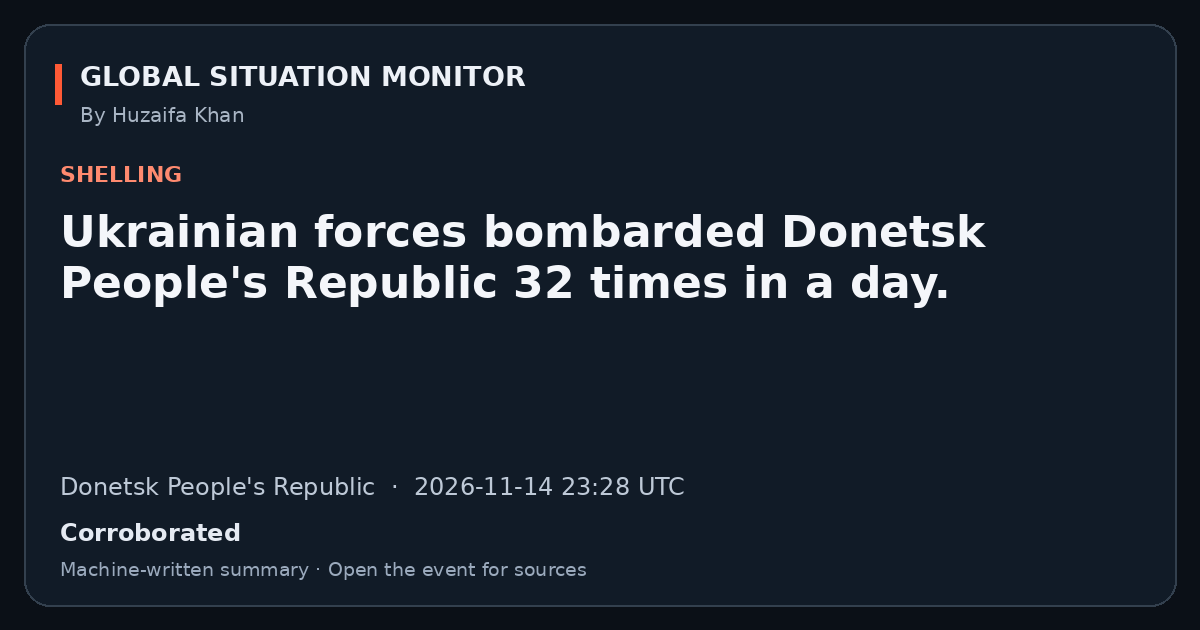 GLOBAL SITUATION MONITOR
By Huzaifa Khan
SHELLING
Ukrainian forces bombarded Donetsk
People's Republic 32 times in a day.
Donetsk People's Republic · 2026-11-14 23:28 UTC
Corroborated
Machine-written summary · Open the event for sources